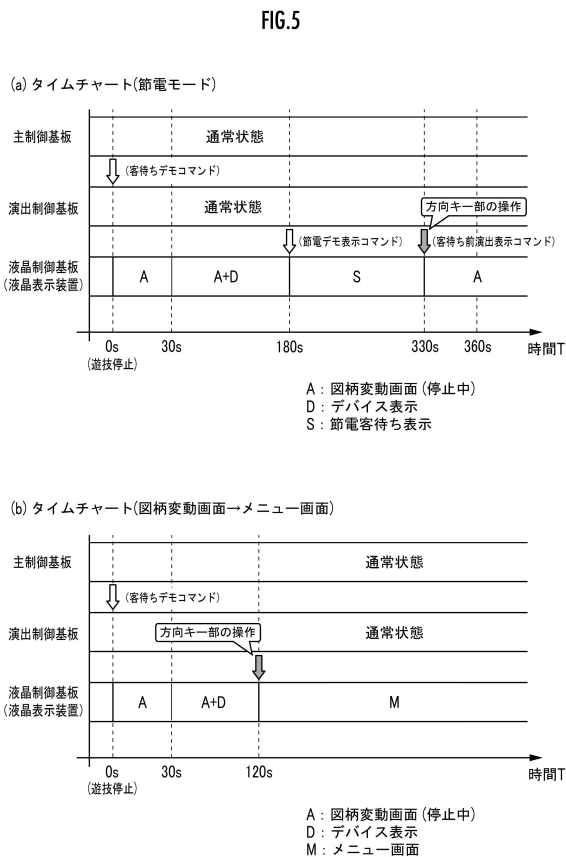 FIG.5
(a) タイムチャート(節電モード)
主制御基板
通常状態
(客待ちデモコマンド)
演出制御基板
通常状態
方向キー部の操作
(節電デモ表示コマンド)
(客待ち前演出表示コマンド)
液晶制御基板
(液晶表示装置)
A
A+D
S
A
0s
30s
180s
330s
360s
時間T
(遊技停止)
A：図柄変動画面(停止中)
D：デバイス表示
S：節電客待ち表示
(b) タイムチャート(図柄変動画面→メニュー画面)
主制御基板
通常状態
(客待ちデモコマンド)
演出制御基板
方向キー部の操作
通常状態
液晶制御基板
(液晶表示装置)
A
A+D
M
0s
30s
120s
時間T
(遊技停止)
A：図柄変動画面(停止中)
D：デバイス表示
M：メニュー画面